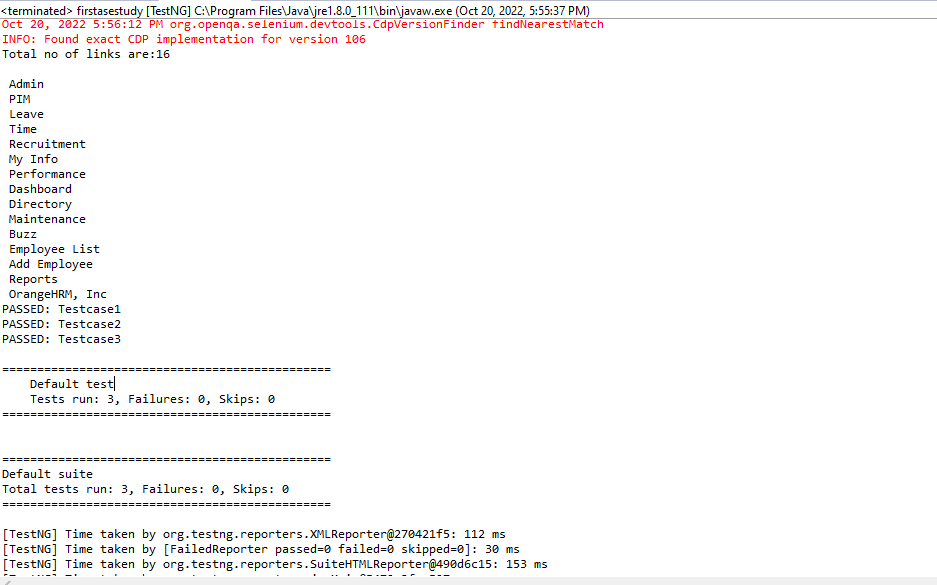 <terminated> firstasestudy [TestNG] C:\Program Files\Java\jre1.8.0_111\bin\javaw.exe (Oct 20, 2022, 5:55:37 PM)
Oct 20, 2022 5:56:12 PM org.openqa.selenium.devtools.CdpVersionFinder findNearestMatch
INFO: Found exact CDP implementation for version 106
Total no of links are:16
Admin
PIM
Leave
Time
Recruitment
My Info
Performance
Dashboard
Directory
Maintenance
Buzz
Employee List
Add Employee
Reports
OrangeHRM, Inc
PASSED: Testcase1
PASSED: Testcase2
PASSED: Testcase3
===============================================
Default test
Tests run: 3, Failures: 0, Skips: 0
===============================================
===============================================
Default suite
Total tests run: 3, Failures: 0, Skips: 0
===============================================
[TestNG] Time taken by org.testng.reporters.XMLReporter@270421f5: 112 ms
[TestNG] Time taken by [FailedReporter passed=0 failed=0 skipped=0]: 30 ms
[TestNG] Time taken by org.testng.reporters.SuiteHTMLReporter@490d6c15: 153 ms